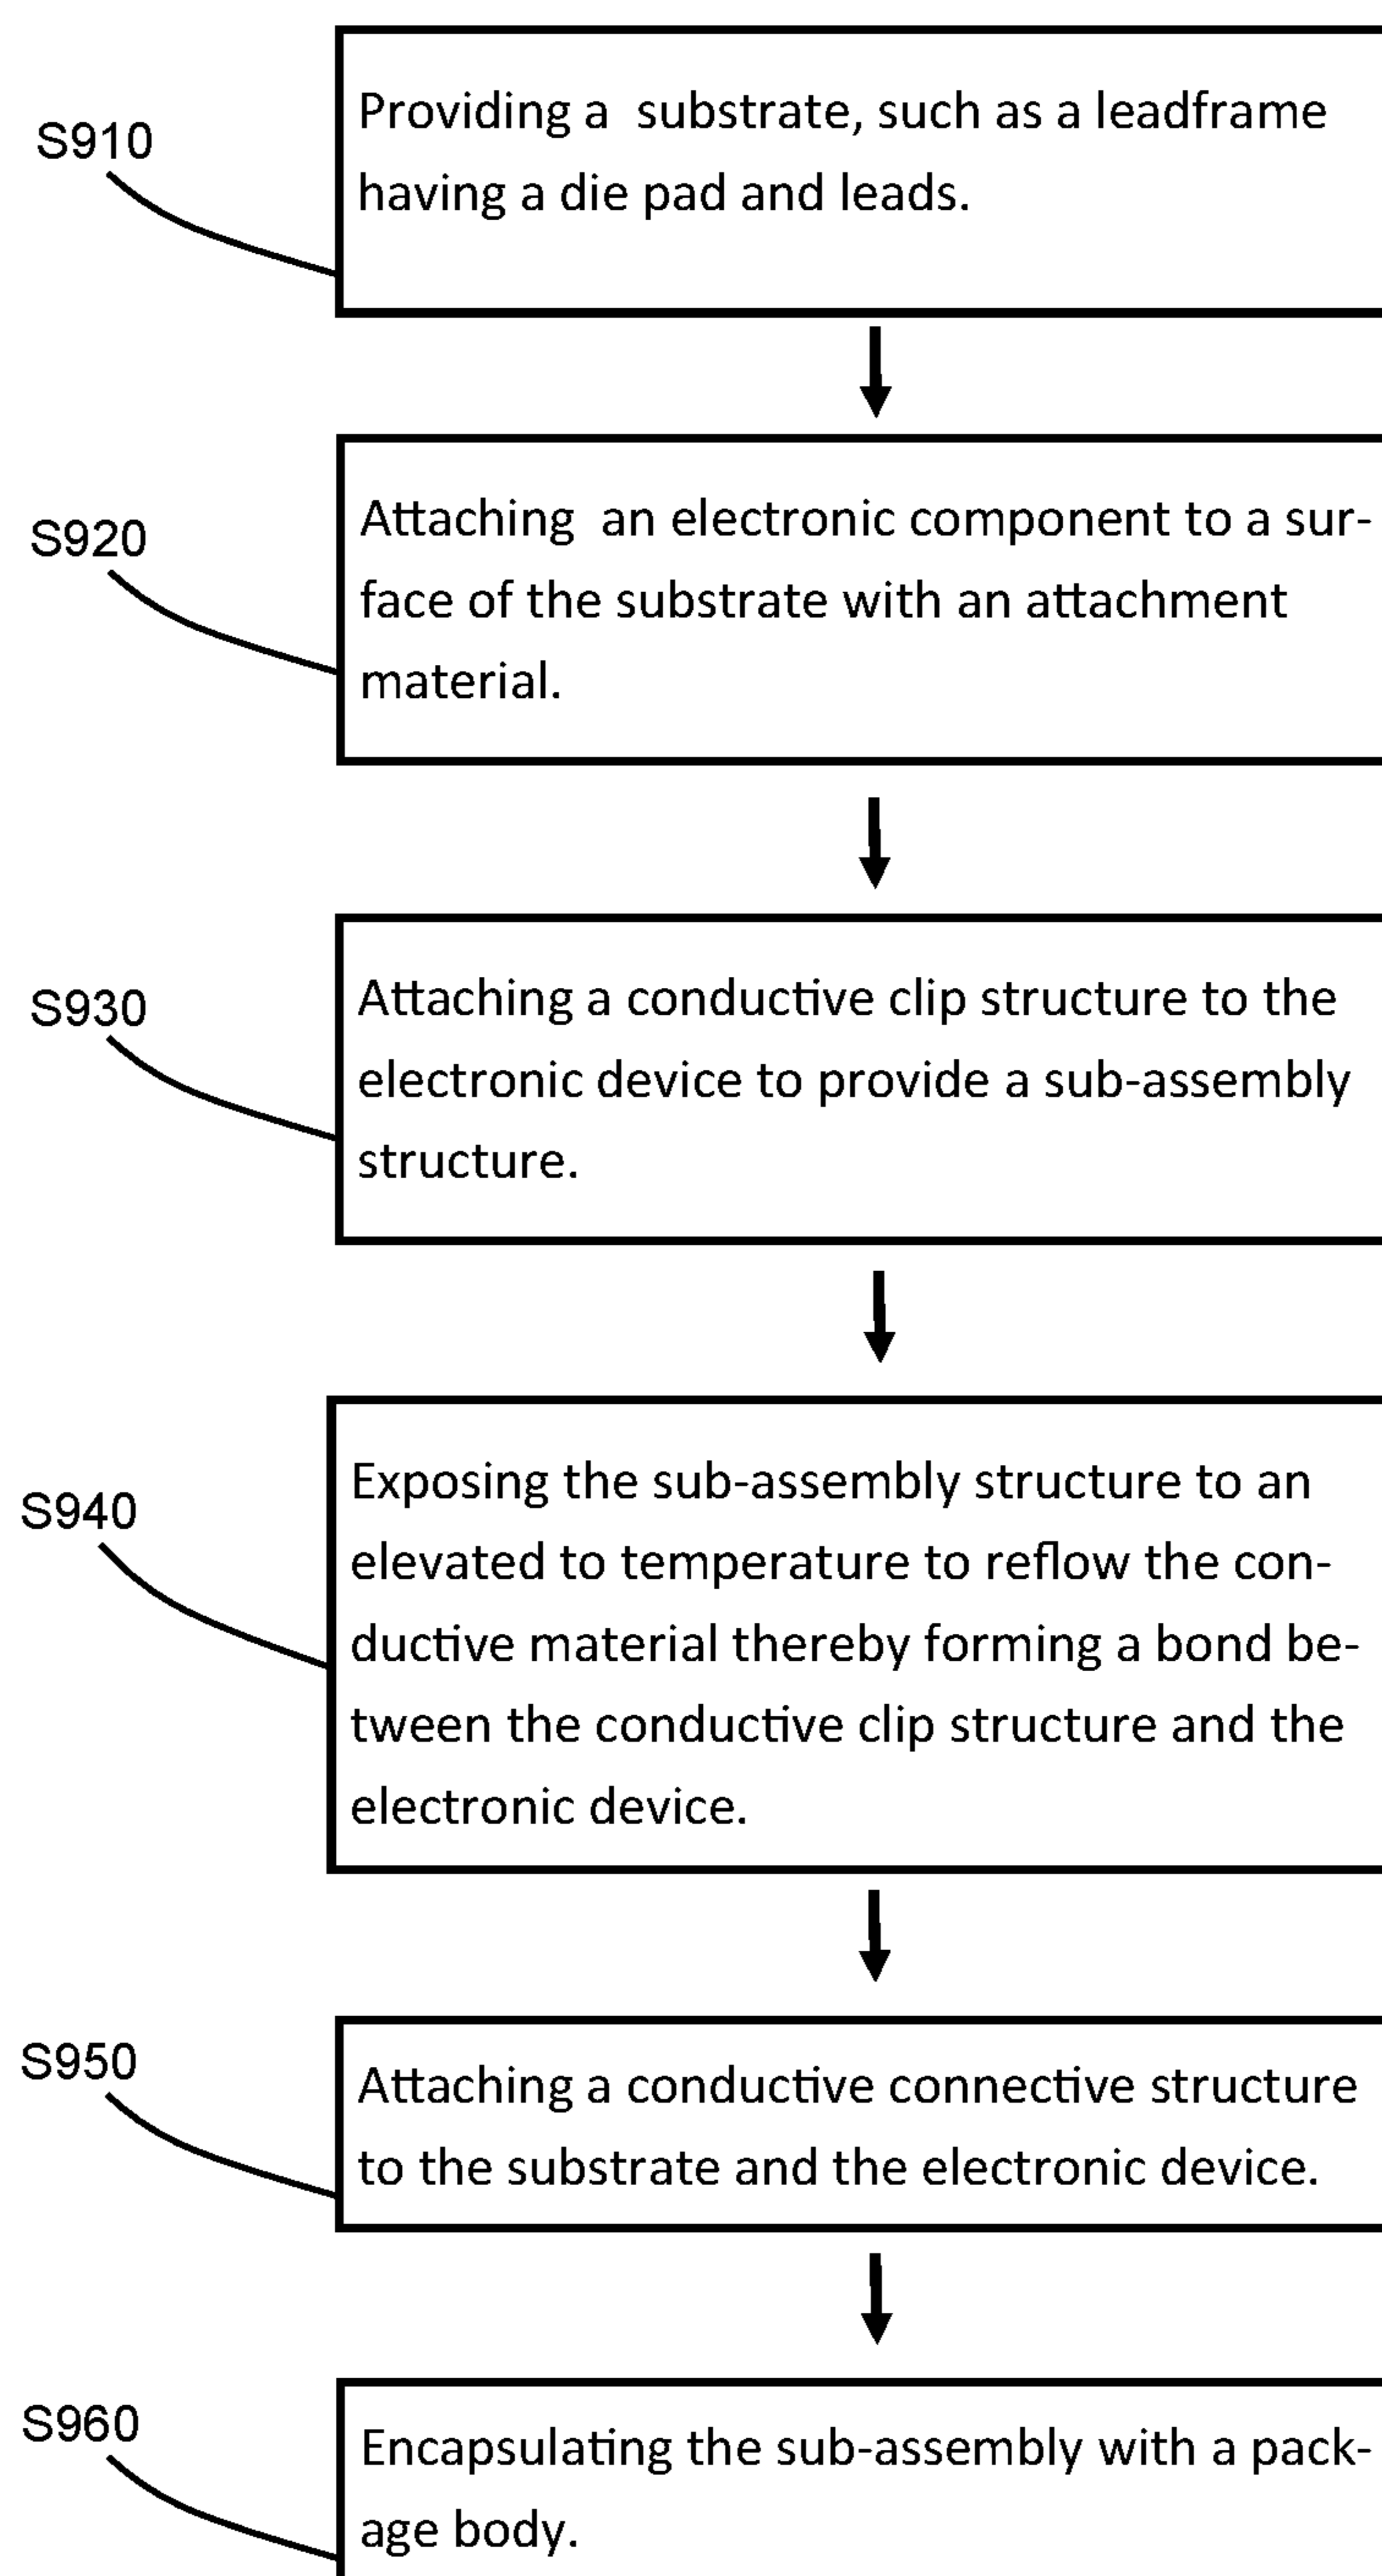 S910
Providing a  substrate, such as a leadframe
having a die pad and leads.
S920
Attaching  an electronic component to a sur-
face of the substrate with an attachment
material.
S930
Attaching a conductive clip structure to the
electronic device to provide a sub-assembly
structure.
S940
Exposing the sub-assembly structure to an
elevated to temperature to reflow the con-
ductive material thereby forming a bond be-
tween the conductive clip structure and the
electronic device.
S950
Attaching a conductive connective structure
to the substrate and the electronic device.
S960
Encapsulating the sub-assembly with a pack-
age body.